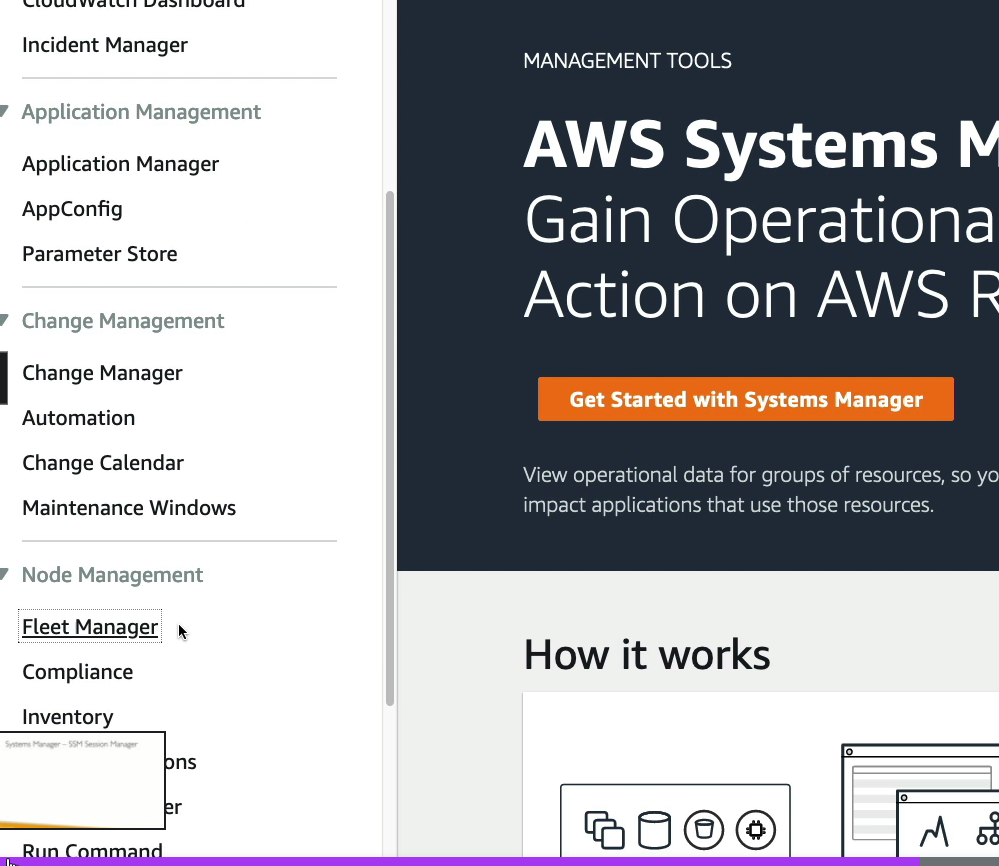 CloudWatch Dashboard
Incident Manager
Application Management
Application Manager
AppConfig
Parameter Store
Change Management
Change Manager
Automation
Change Calendar
Maintenance Windows
Node Management
Fleet Manager
Compliance
Inventory
ons
er
Run Command
Systems Manager – SSM Session Manager
MANAGEMENT TOOLS
AWS Systems M
Gain Operationa
Action on AWS R
Get Started with Systems Manager
View operational data for groups of resources, so yo
impact applications that use those resources.
How it works